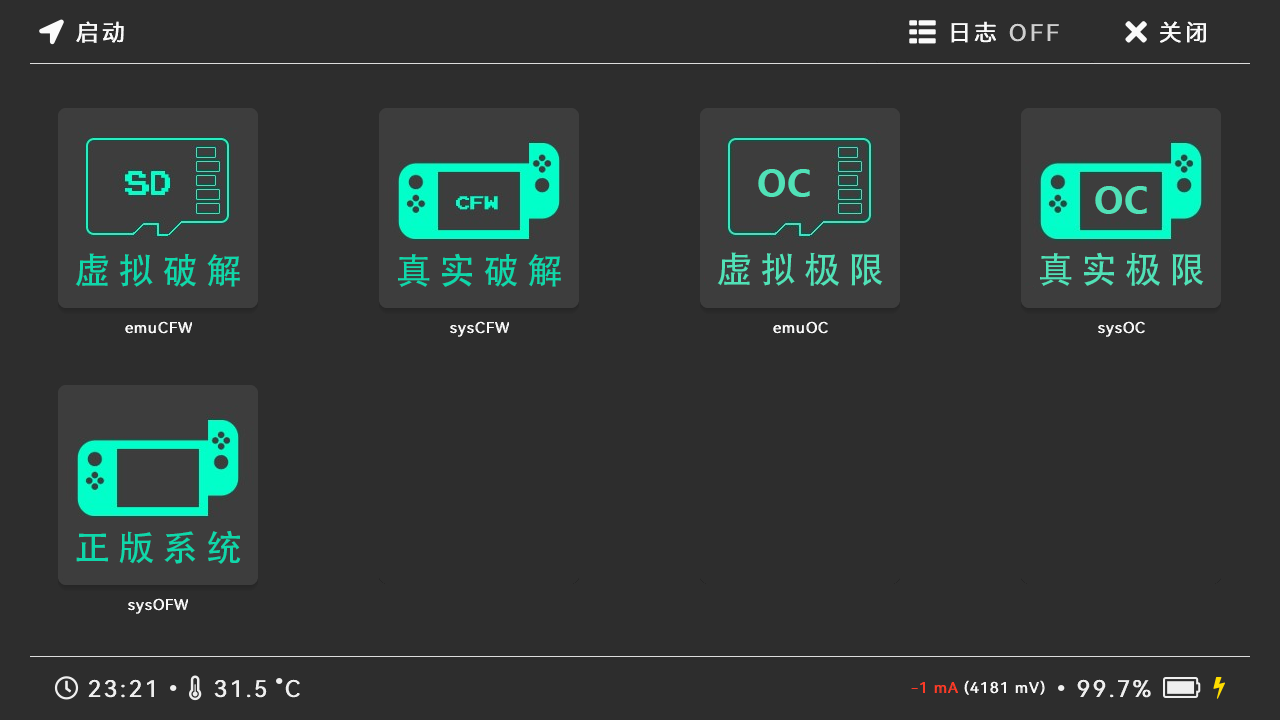 启动 日志 OFF 关闭
SD CFW OC OC
虚拟破解 真实破解 虚拟极限 真实极限
emuCFW sysCFW emuOC sysOC
正版系统
sysOFW
23:21 • 31.5 °C -1 mA (4181 mV) • 99.7%